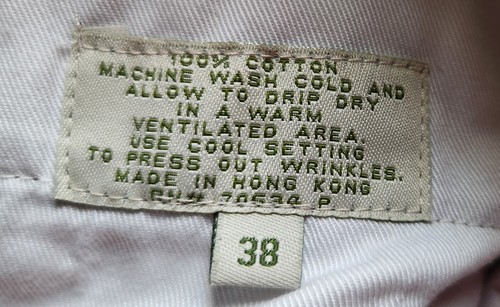 100% COTTON
MACHINE WASH COLD AND
ALLOW TO DRIP DRY
IN A WARM
VENTILATED AREA.
USE COOL SETTING
TO PRESS OUT WRINKLES.
MADE IN HONG KONG
P
38